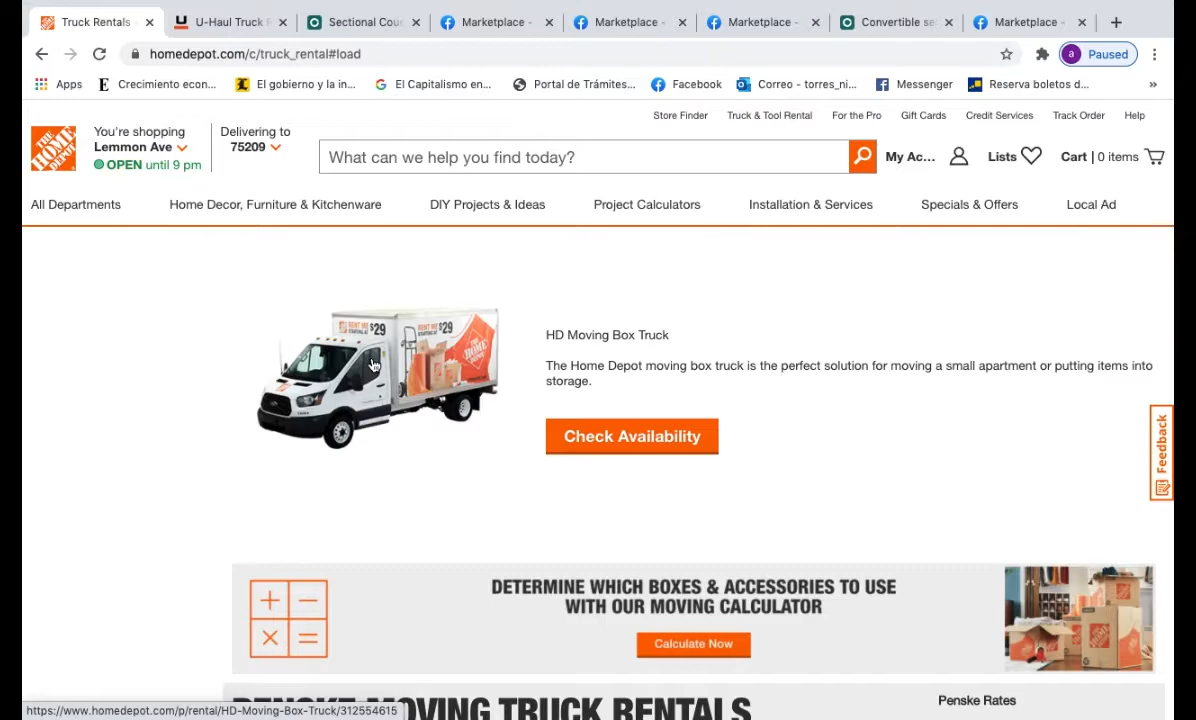 Truck Rentals -
U-Haul Truck R
Sectional Cou
Marketplace -
Marketplace -
Marketplace -
Convertible se
Marketplace -
homedepot.com/c/truck_rental#load
a Paused
Apps
Crecimiento econ...
El gobierno y la in...
El Capitalismo en...
Portal de Trámites...
Facebook
Correo - torres_ni...
Messenger
Reserva boletos d...
»
Store Finder
Truck & Tool Rental
For the Pro
Gift Cards
Credit Services
Track Order
Help
THE HOME DEPOT
You're shopping
Lemmon Ave
OPEN until 9 pm
Delivering to
75209
What can we help you find today?
My Ac...
Lists
Cart | 0 items
All Departments
Home Decor, Furniture & Kitchenware
DIY Projects & Ideas
Project Calculators
Installation & Services
Specials & Offers
Local Ad
RENT ME $29
RENT ME $29
HD Moving Box Truck
The Home Depot moving box truck is the perfect solution for moving a small apartment or putting items into
storage.
Check Availability
Feedback
DETERMINE WHICH BOXES & ACCESSORIES TO USE
WITH OUR MOVING CALCULATOR
Calculate Now
PENSKE MOVING TRUCK RENTALS
Penske Rates
https://www.homedepot.com/p/rental/HD-Moving-Box-Truck/312554615